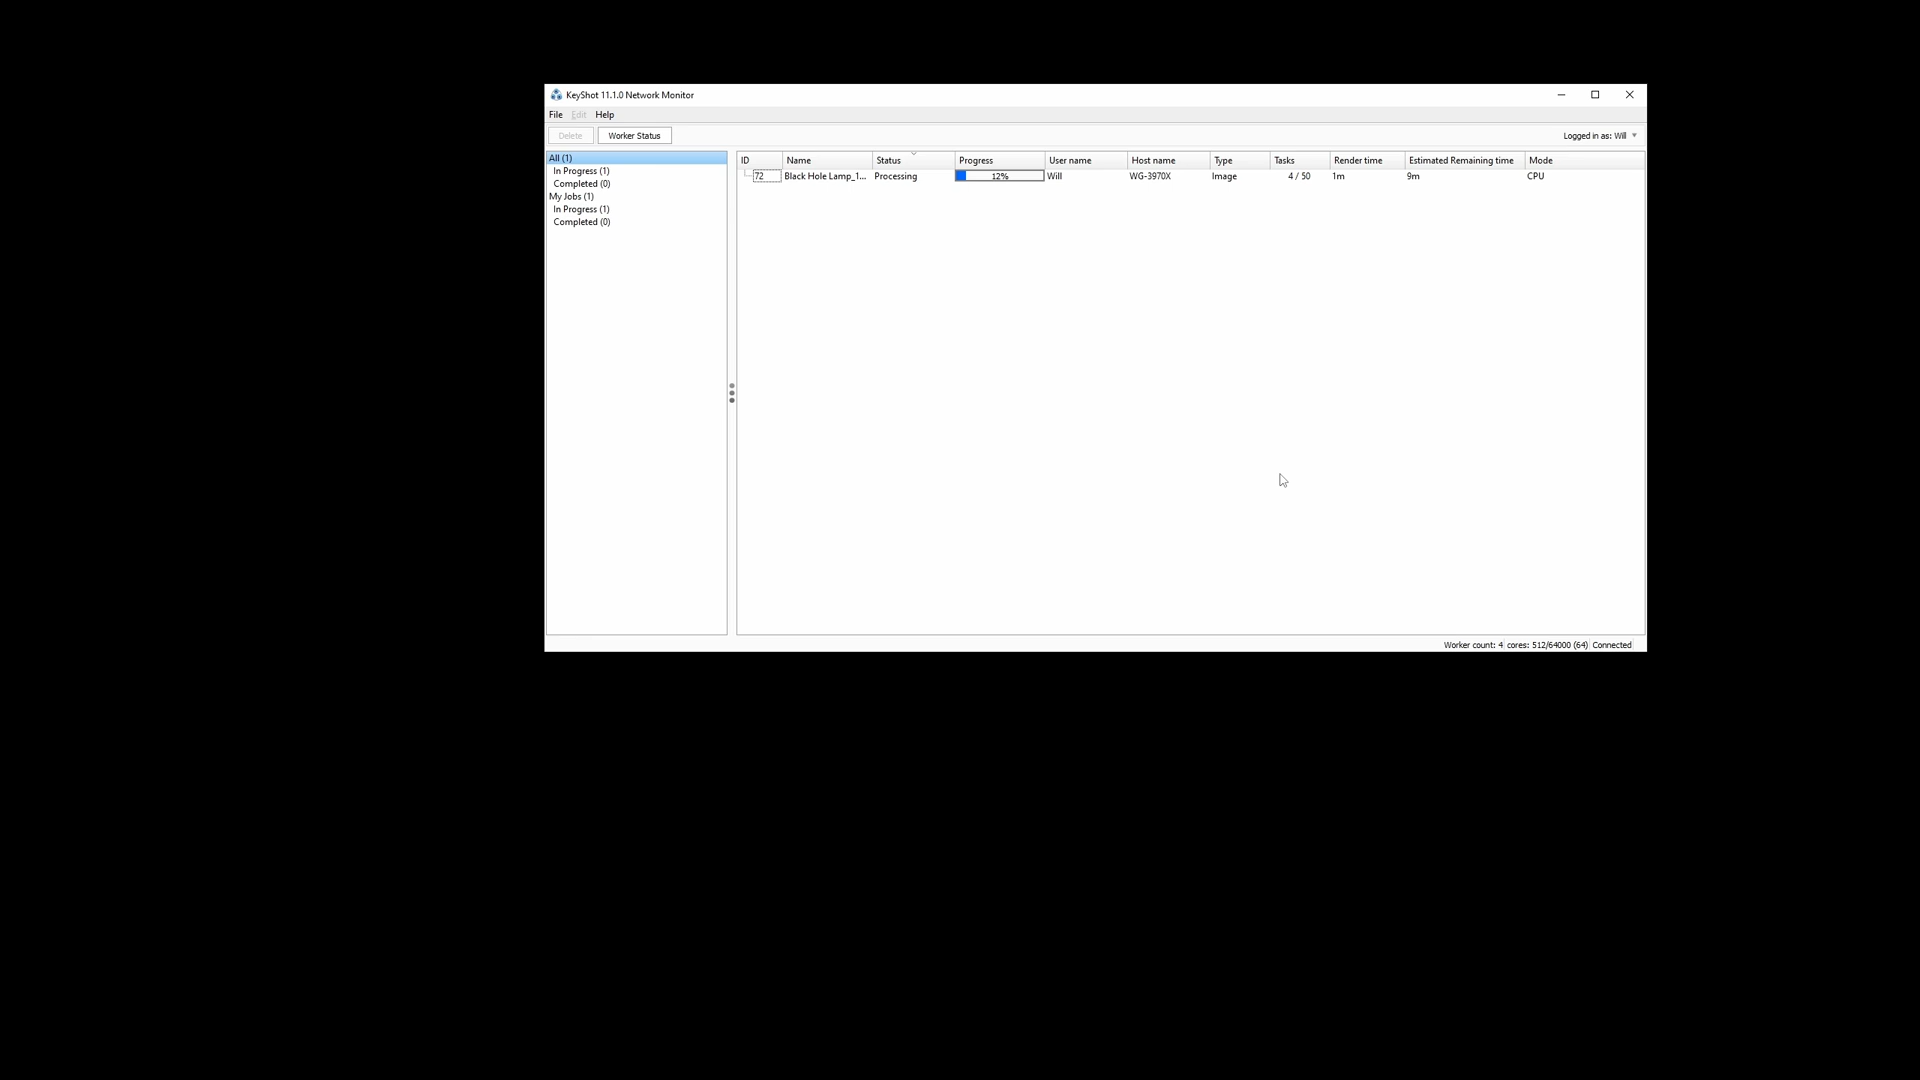 KeyShot 11.1.0 Network Monitor
File Edit Help
Delete Worker Status Logged in as: Will
All (1)
In Progress (1)
Completed (0)
My Jobs (1)
In Progress (1)
Completed (0)
ID Name Status Progress User name Host name Type Tasks Render time Estimated Remaining time Mode
72 Black Hole Lamp_1... Processing 12% Will WG-3970X Image 4 / 50 1m 9m CPU
Worker count: 4 cores: 512/64000 (64) Connected